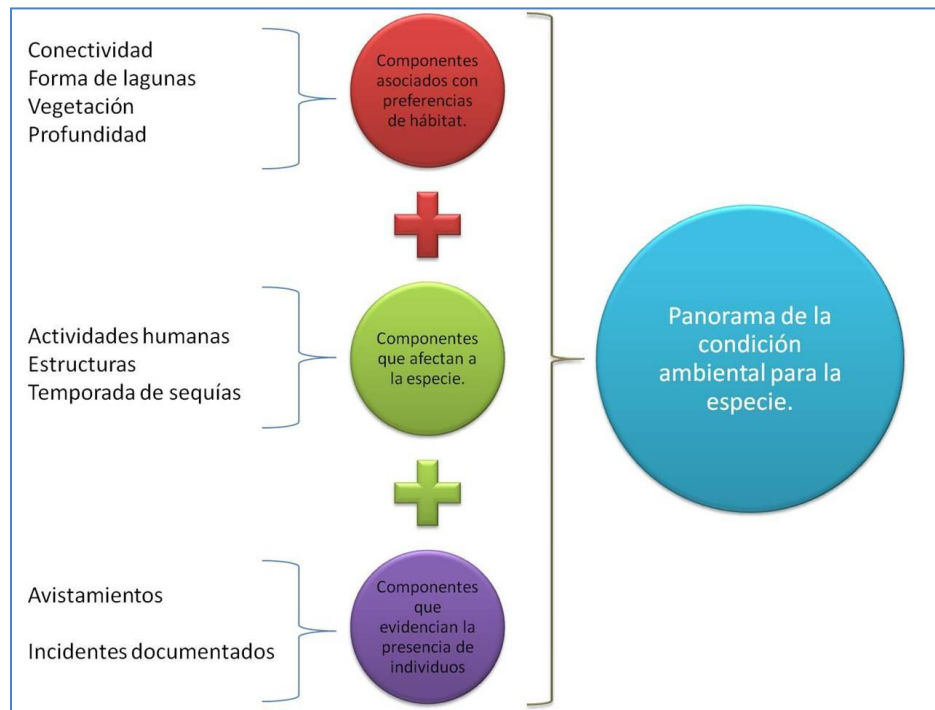 Conectividad
Forma de lagunas
Vegetación
Profundidad
Componentes
asociados con
preferencias
de hábitat.
Actividades humanas
Estructuras
Temporada de sequías
Componentes
que afectan a
la especie.
Avistamientos
Incidentes documentados
Componentes
que
evidencian la
presencia de
individuos
Panorama de la
condición
ambiental para la
especie.